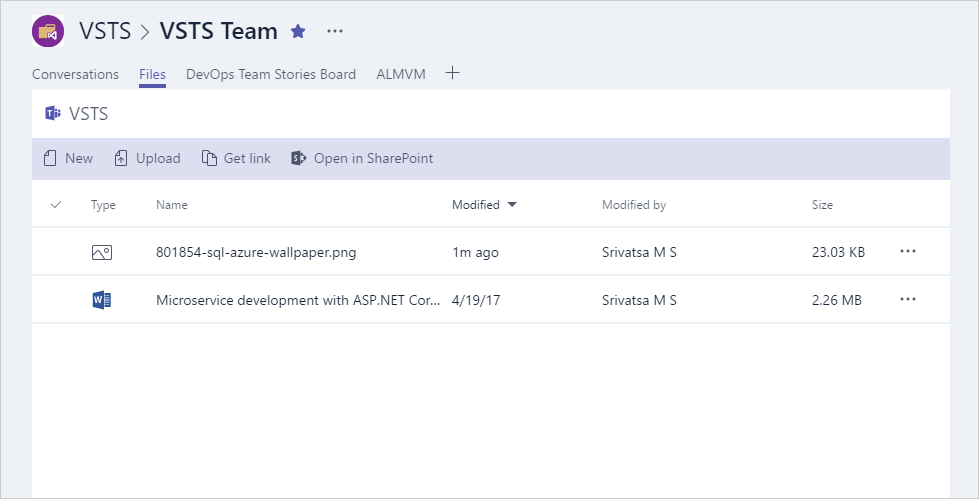 VSTS > VSTS Team ★ ...
Conversations Files DevOps Team Stories Board ALMVM +
VSTS
New Upload Get link Open in SharePoint
Type Name Modified Modified by Size
801854-sql-azure-wallpaper.png 1m ago Srivatsa M S 23.03 KB ...
Microservice development with ASP.NET Cor... 4/19/17 Srivatsa M S 2.26 MB ...